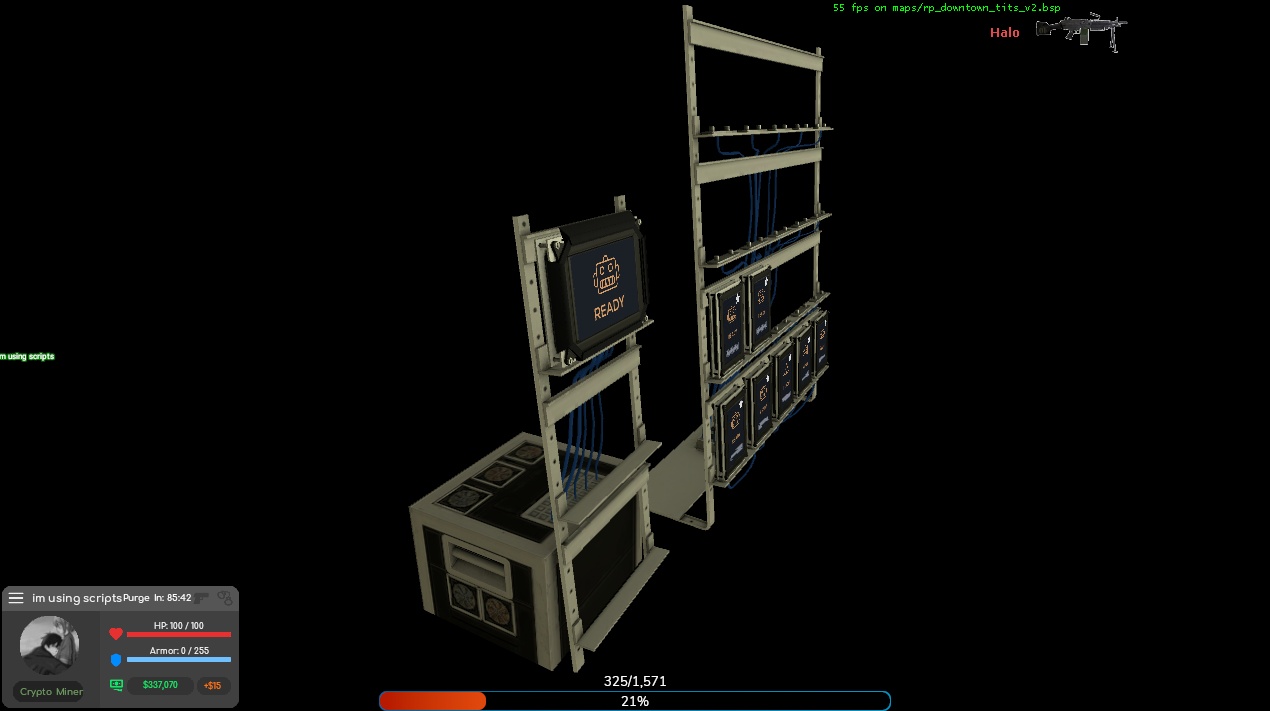 55 fps on maps/rp_downtown_tits_v2.bsp
Halo
READY
m using scripts
im using scripts
Purge In: 85:42
HP: 100 / 100
Armor: 0 / 255
$337,070
+$15
Crypto Miner
325/1,571
21%